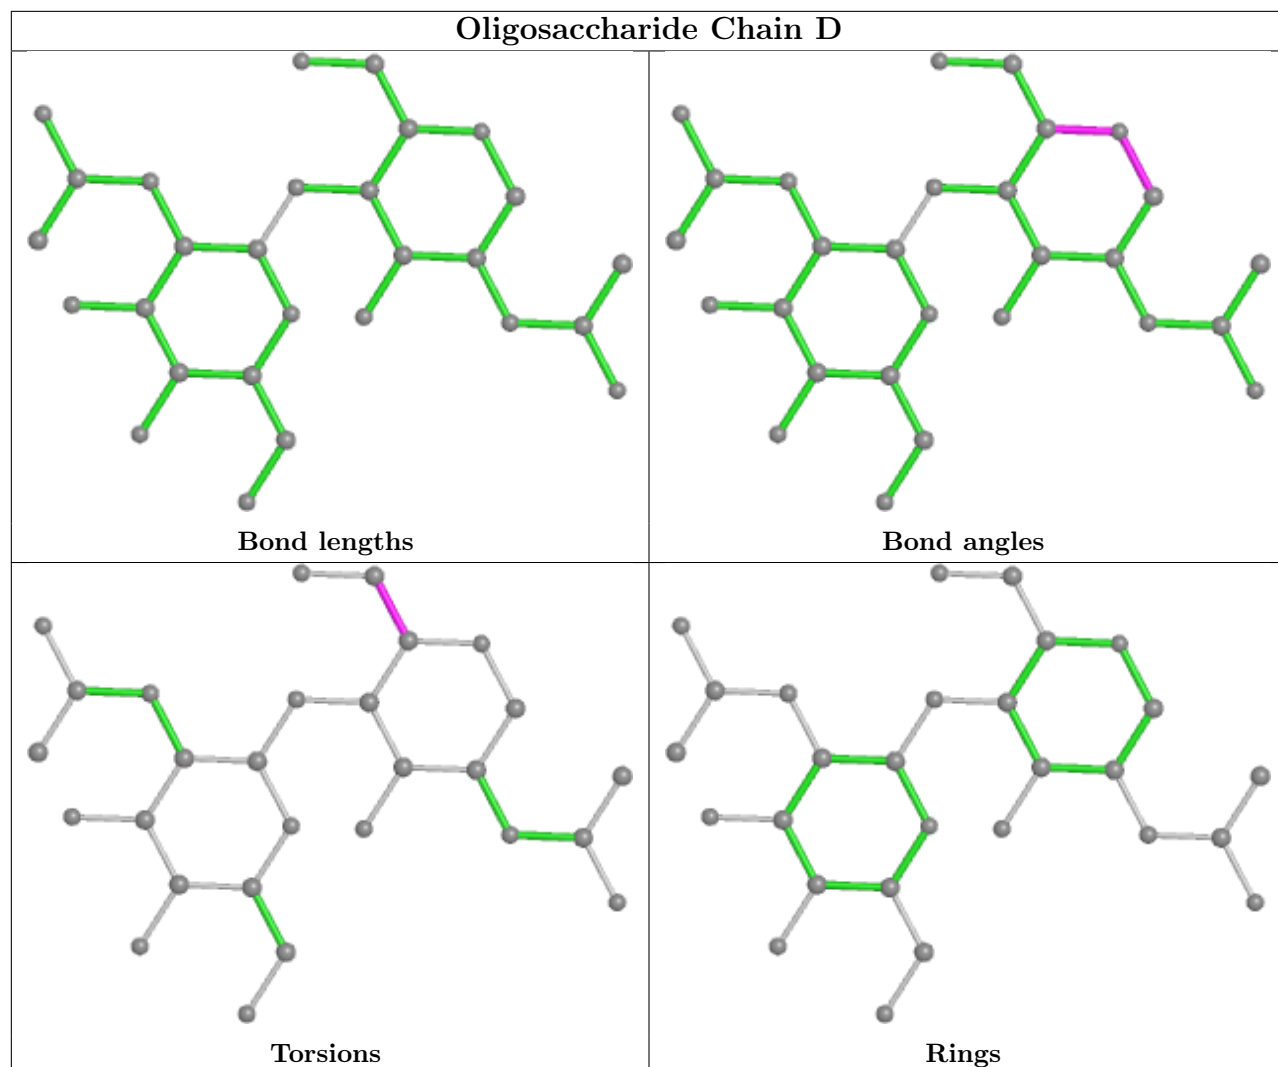 Oligosaccharide Chain D
Bond lengths
Bond angles
Torsions
Rings